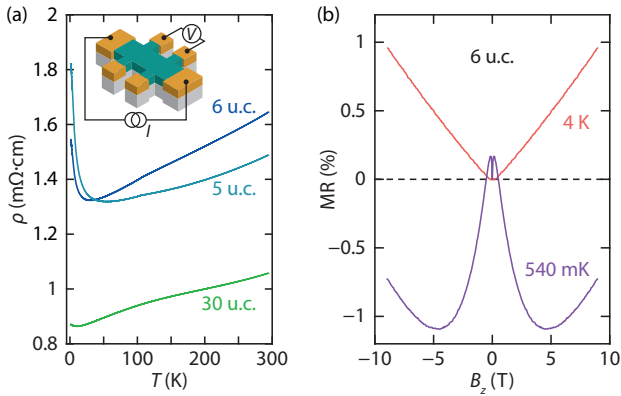 (a)
V
I
6 u.c.
5 u.c.
30 u.c.
ρ (mΩ·cm)
2
1.8
1.6
1.4
1.2
1
0.8
0 100 200 300
T (K)
(b)
6 u.c.
4 K
540 mK
MR (%)
1
0.5
0
−0.5
−1
−10 −5 0 5 10
B_z (T)